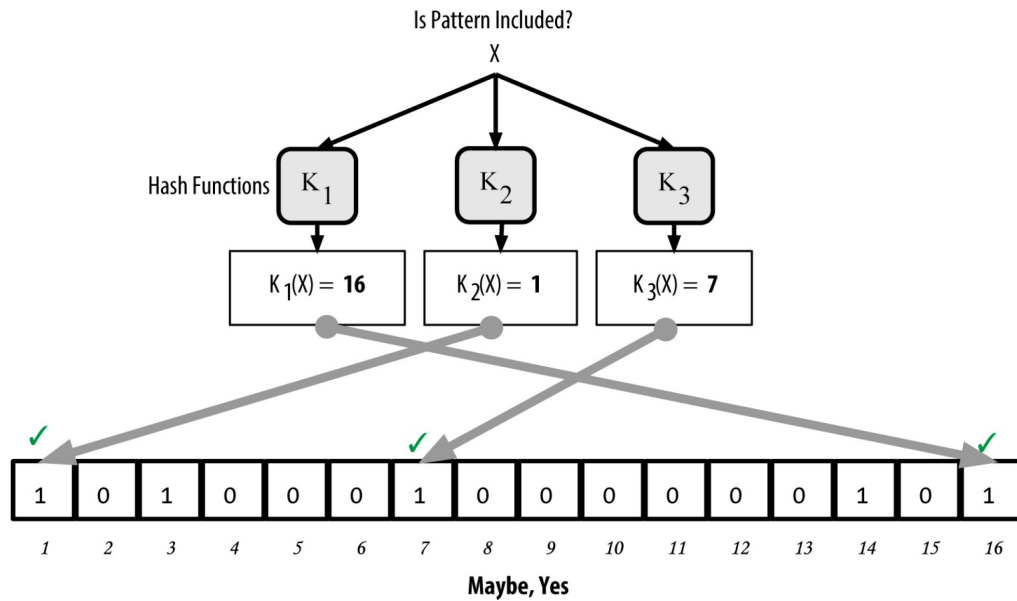 Is Pattern Included?
X
Hash Functions K1 K2 K3
K1(X) = 16 K2(X) = 1 K3(X) = 7
✓ ✓ ✓
1 0 1 0 0 0 1 0 0 0 0 0 0 1 0 1
1 2 3 4 5 6 7 8 9 10 11 12 13 14 15 16
Maybe, Yes